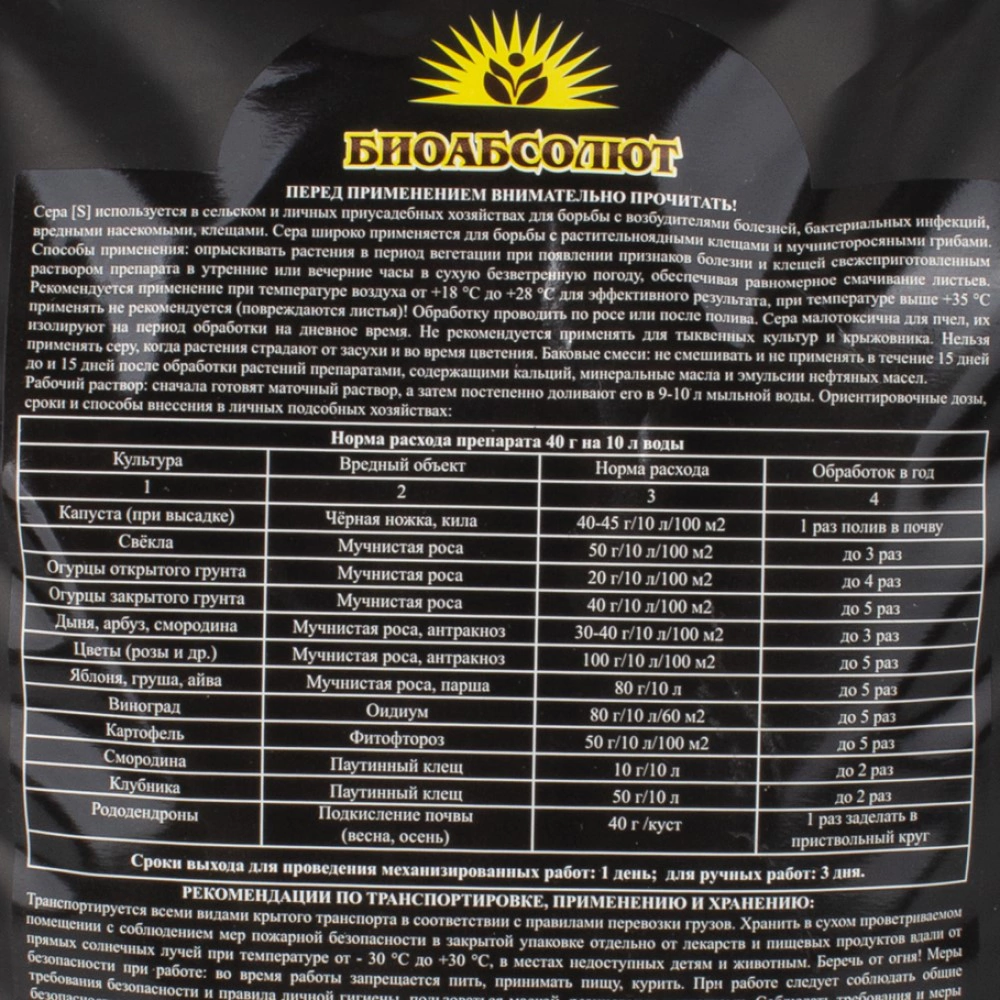 БИОАБСОЛЮТ
ПЕРЕД ПРИМЕНЕНИЕМ ВНИМАТЕЛЬНО ПРОЧИТАТЬ!
Сера [S] используется в сельском и личных приусадебных хозяйствах для борьбы с возбудителями болезней, бактериальных инфекций,
вредными насекомыми, клещами. Сера широко применяется для борьбы с растительноядными клещами и мучнисторосяными грибами.
Способы применения: опрыскивать растения в период вегетации при появлении признаков болезни и клещей свежеприготовленным
раствором препарата в утренние или вечерние часы в сухую безветренную погоду, обеспечивая равномерное смачивание листьев.
Рекомендуется применение при температуре воздуха от +18 °С до +28 °С для эффективного результата, при температуре выше +35 °С
применять не рекомендуется (повреждаются листья)! Обработку проводить по росе или после полива. Сера малотоксична для пчел, их
изолируют на период обработки на дневное время. Не рекомендуется применять для тыквенных культур и крыжовника. Нельзя
применять серу, когда растения страдают от засухи и во время цветения. Баковые смеси: не смешивать и не применять в течение 15 дней
до и 15 дней после обработки растений препаратами, содержащими кальций, минеральные масла и эмульсии нефтяных масел.
Рабочий раствор: сначала готовят маточный раствор, а затем постепенно доливают его в 9-10 л мыльной воды. Ориентировочные дозы,
сроки и способы внесения в личных подсобных хозяйствах:
Норма расхода препарата 40 г на 10 л воды
Культура Вредный объект Норма расхода Обработок в год
1 2 3 4
Капуста (при высадке) Чёрная ножка, кила 40-45 г/10 л/100 м2 1 раз полив в почву
Свёкла Мучнистая роса 50 г/10 л/100 м2 до 3 раз
Огурцы открытого грунта Мучнистая роса 20 г/10 л/100 м2 до 4 раз
Огурцы закрытого грунта Мучнистая роса 40 г/10 л/100 м2 до 5 раз
Дыня, арбуз, смородина Мучнистая роса, антракноз 30-40 г/10 л/100 м2 до 3 раз
Цветы (розы и др.) Мучнистая роса, антракноз 100 г/10 л/100 м2 до 5 раз
Яблоня, груша, айва Мучнистая роса, парша 80 г/10 л до 5 раз
Виноград Оидиум 80 г/10 л/60 м2 до 5 раз
Картофель Фитофтороз 50 г/10 л/100 м2 до 5 раз
Смородина Паутинный клещ 10 г/10 л до 2 раз
Клубника Паутинный клещ 50 г/10 л до 2 раз
Рододендроны Подкисление почвы 40 г /куст 1 раз заделать в
(весна, осень) приствольный круг
Сроки выхода для проведения механизированных работ: 1 день; для ручных работ: 3 дня.
РЕКОМЕНДАЦИИ ПО ТРАНСПОРТИРОВКЕ, ПРИМЕНЕНИЮ И ХРАНЕНИЮ:
Транспортируется всеми видами крытого транспорта в соответствии с правилами перевозки грузов. Хранить в сухом проветриваемом
помещении с соблюдением мер пожарной безопасности в закрытой упаковке отдельно от лекарств и пищевых продуктов вдали от
прямых солнечных лучей при температуре от - 30 °С до +30 °С, в местах недоступных детям и животным. Беречь от огня! Меры
безопасности при работе: во время работы запрещается пить, принимать пищу, курить. При работе следует соблюдать общие
требования безопасности и правила личной гигиены, пользоваться